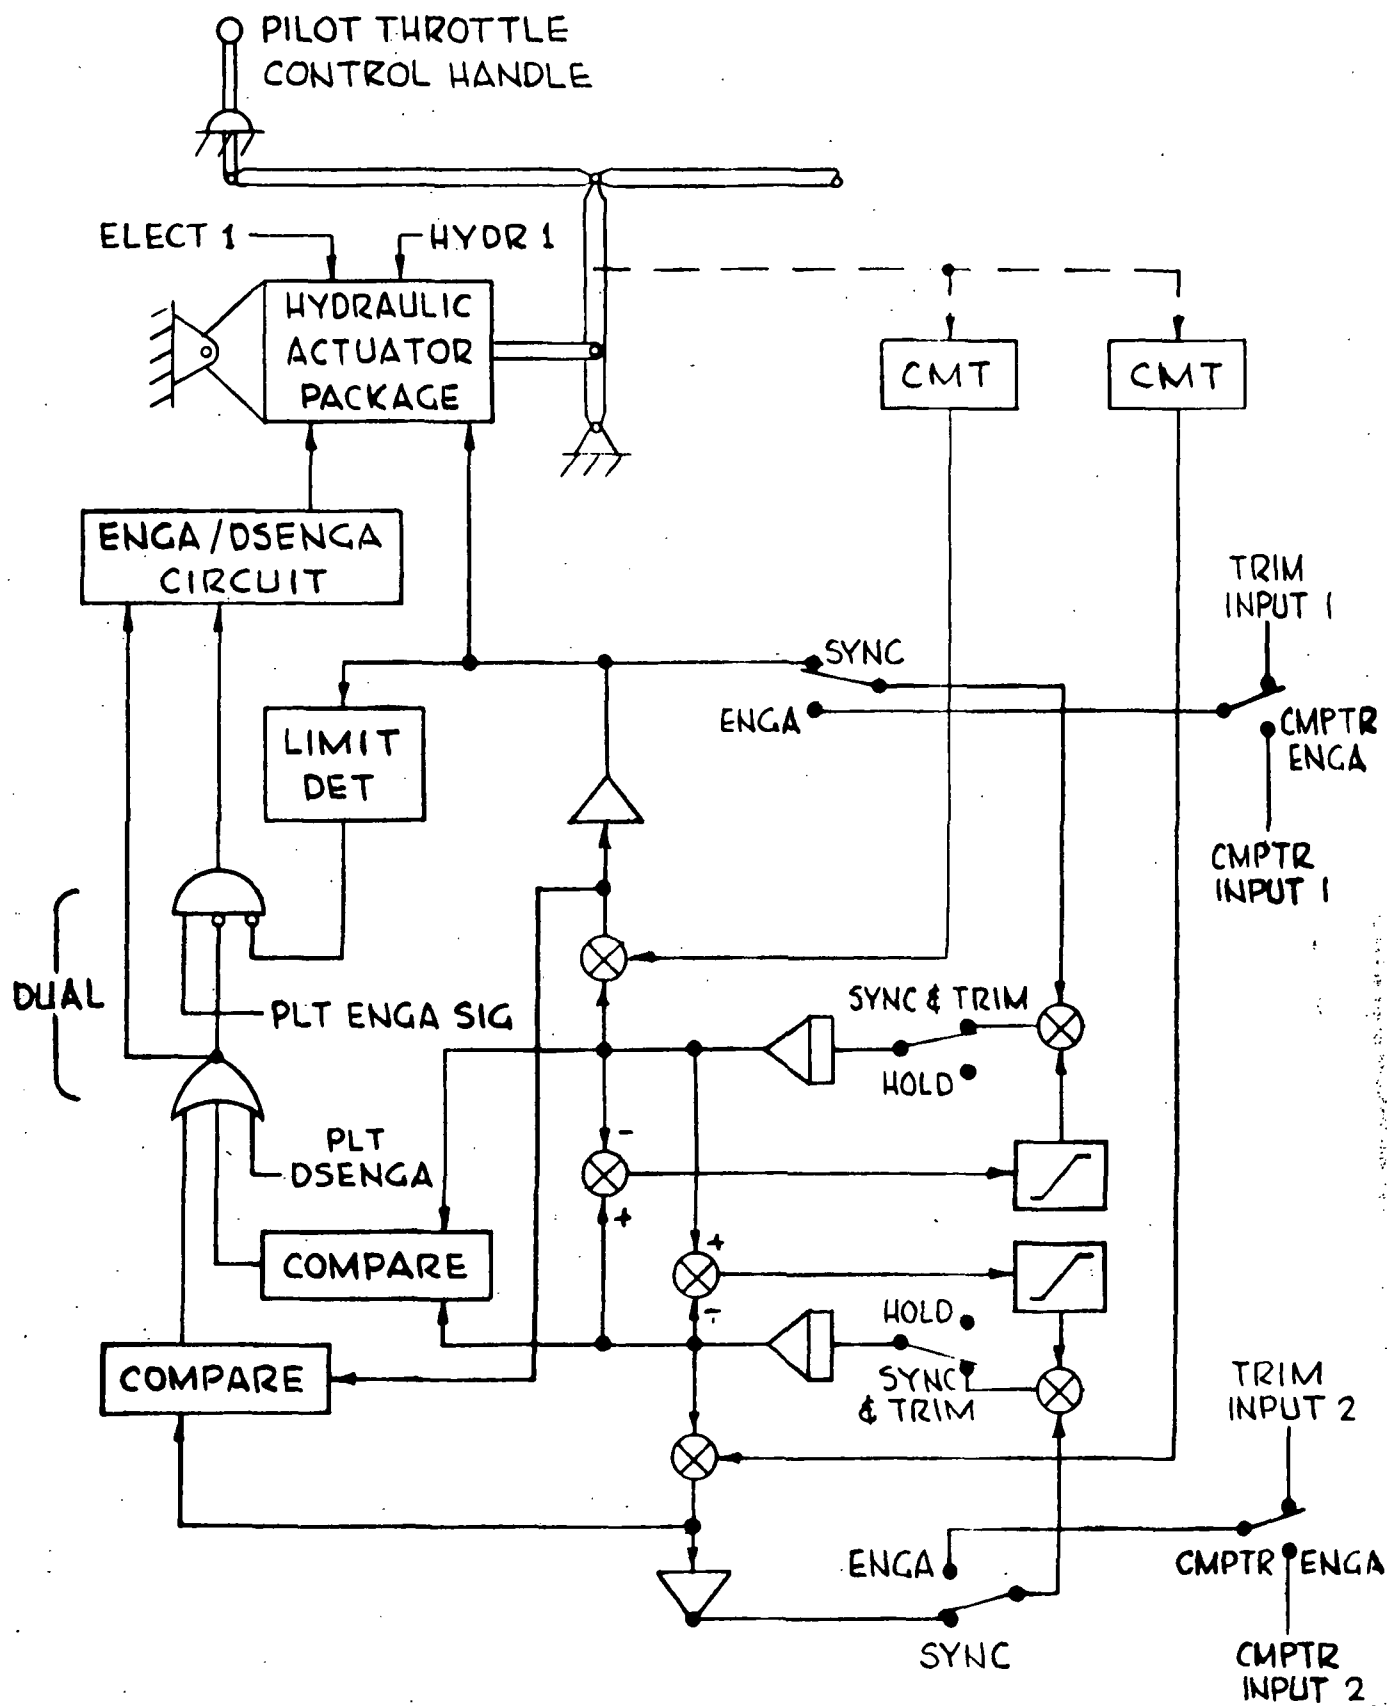 PILOT THROTTLE
CONTROL HANDLE
ELECT 1
HYDR 1
HYDRAULIC
ACTUATOR
PACKAGE
CMT
CMT
ENGA/DSENGA
CIRCUIT
TRIM
INPUT 1
SYNC
ENGA
CMPTR
ENGA
LIMIT
DET
CMPTR
INPUT 1
DUAL
PLT ENGA SIG
SYNC & TRIM
HOLD
PLT
DSENGA
-
+
COMPARE
+
-
HOLD
COMPARE
SYNC
& TRIM
TRIM
INPUT 2
ENGA
CMPTR ENGA
SYNC
CMPTR
INPUT 2